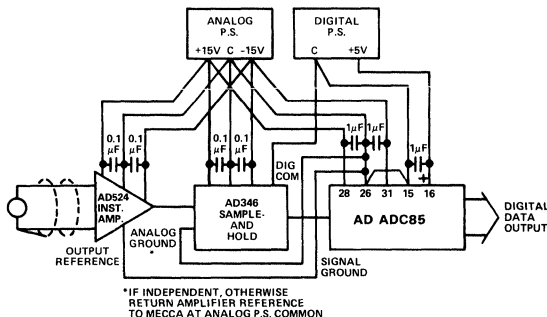 ANALOG
P.S.
+15V C -15V
DIGITAL
P.S.
C +5V
0.1
μF
0.1
μF
0.1
μF
0.1
μF
1μF
1μF
1μF
+
DIG
COM
28 26 31 15 16
AD524
INST.
AMP.
AD346
SAMPLE-
AND
HOLD
AD ADC85
DIGITAL
DATA
OUTPUT
OUTPUT
REFERENCE
ANALOG
GROUND
*
SIGNAL
GROUND
*IF INDEPENDENT, OTHERWISE
RETURN AMPLIFIER REFERENCE
TO MECCA AT ANALOG P.S. COMMON